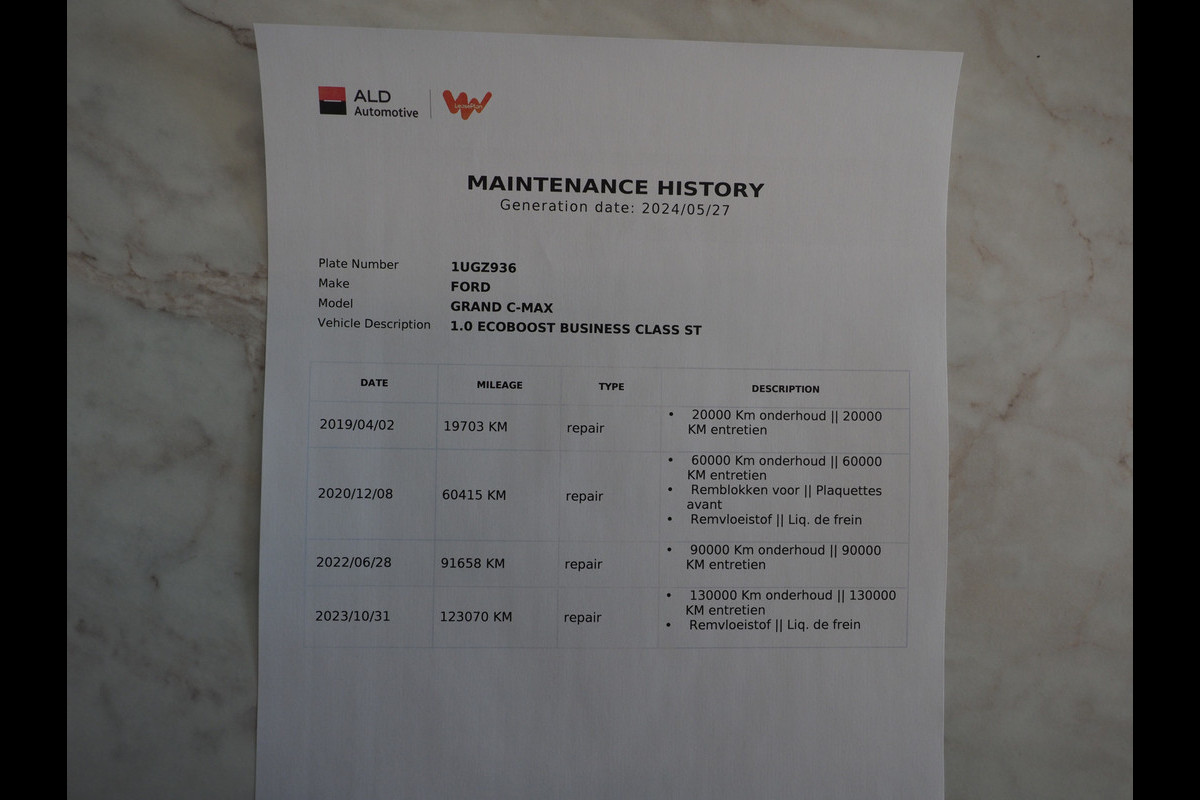 ALD
Automotive
LeasePlan
MAINTENANCE HISTORY
Generation date: 2024/05/27
Plate Number 1UGZ936
Make FORD
Model GRAND C-MAX
Vehicle Description 1.0 ECOBOOST BUSINESS CLASS ST
DATE MILEAGE TYPE DESCRIPTION
2019/04/02 19703 KM repair • 20000 Km onderhoud || 20000
KM entretien
2020/12/08 60415 KM repair • 60000 Km onderhoud || 60000
KM entretien
• Remblokken voor || Plaquettes
avant
• Remvloeistof || Liq. de frein
2022/06/28 91658 KM repair • 90000 Km onderhoud || 90000
KM entretien
2023/10/31 123070 KM repair • 130000 Km onderhoud || 130000
KM entretien
• Remvloeistof || Liq. de frein